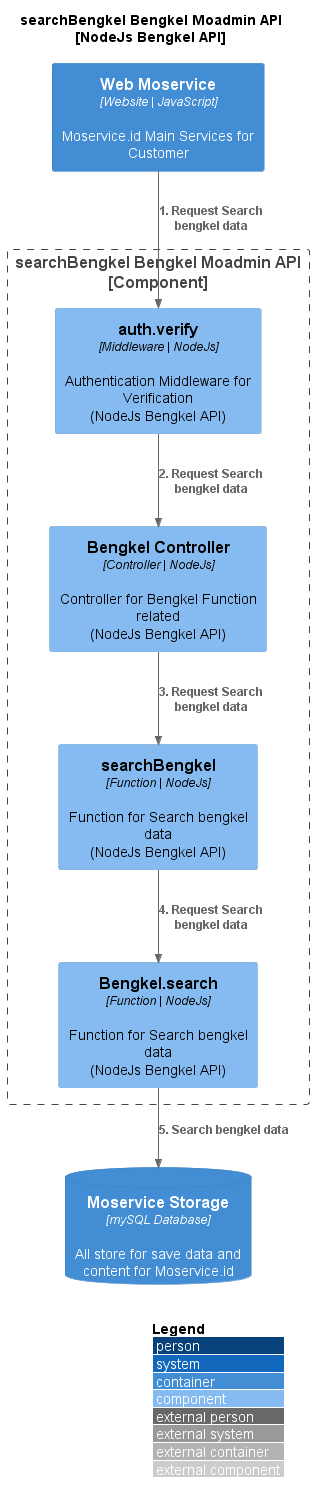 searchBengkel Bengkel Moadmin API
[NodeJs Bengkel API]
Web Moservice
[Website | JavaScript]
Moservice.id Main Services for
Customer
1. Request Search
bengkel data
searchBengkel Bengkel Moadmin API
[Component]
auth.verify
[Middleware | NodeJs]
Authentication Middleware for
Verification
(NodeJs Bengkel API)
2. Request Search
bengkel data
Bengkel Controller
[Controller | NodeJs]
Controller for Bengkel Function
related
(NodeJs Bengkel API)
3. Request Search
bengkel data
searchBengkel
[Function | NodeJs]
Function for Search bengkel
data
(NodeJs Bengkel API)
4. Request Search
bengkel data
Bengkel.search
[Function | NodeJs]
Function for Search bengkel
data
(NodeJs Bengkel API)
5. Search bengkel data
Moservice Storage
[mySQL Database]
All store for save data and
content for Moservice.id
Legend
person
system
container
component
external person
external system
external container
external component